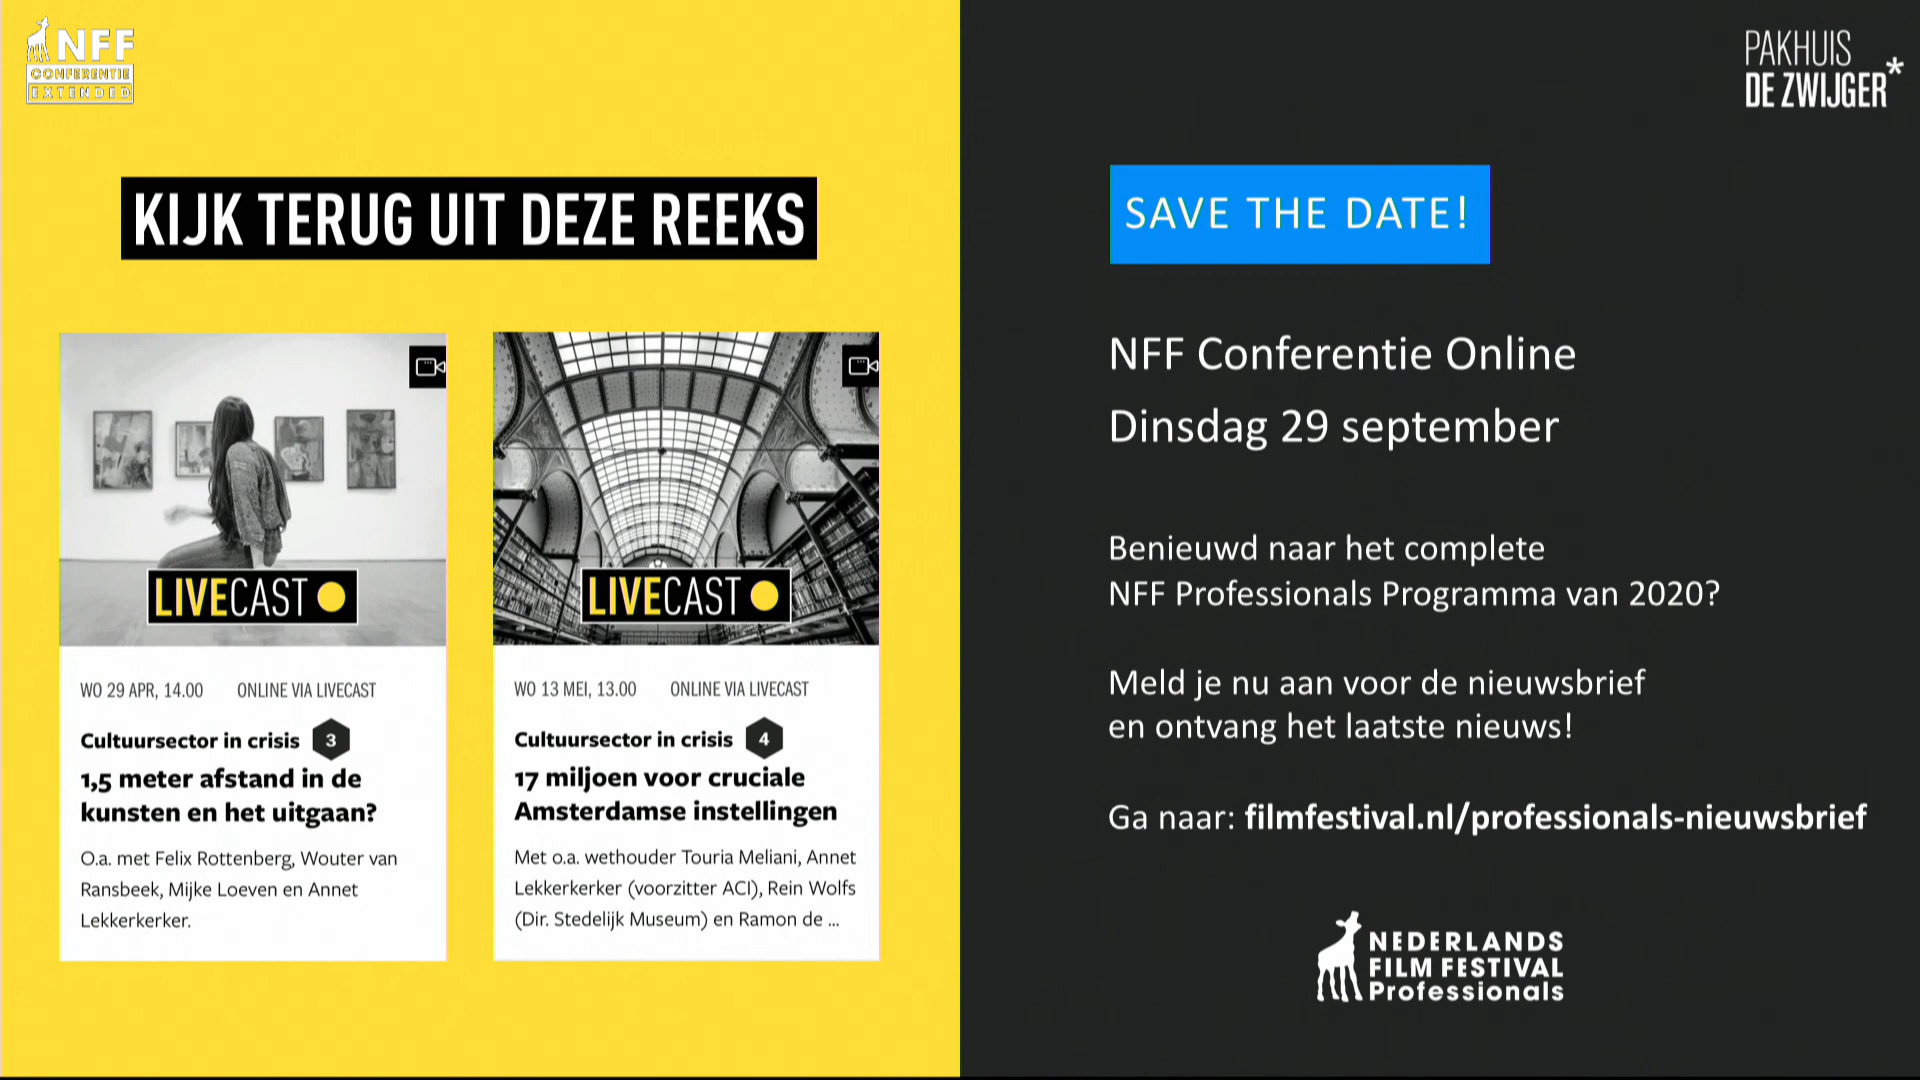 NFF
CONFERENTIE
EXTENDED
PAKHUIS
DE ZWIJGER*
KIJK TERUG UIT DEZE REEKS
LIVECAST
WO 29 APR, 14.00 ONLINE VIA LIVECAST
Cultuursector in crisis 3
1,5 meter afstand in de
kunsten en het uitgaan?
O.a. met Felix Rottenberg, Wouter van
Ransbeek, Mijke Loeven en Annet
Lekkerkerker.
LIVECAST
WO 13 MEI, 13.00 ONLINE VIA LIVECAST
Cultuursector in crisis 4
17 miljoen voor cruciale
Amsterdamse instellingen
Met o.a. wethouder Touria Meliani, Annet
Lekkerkerker (voorzitter ACI), Rein Wolfs
(Dir. Stedelijk Museum) en Ramon de ...
SAVE THE DATE!
NFF Conferentie Online
Dinsdag 29 september
Benieuwd naar het complete
NFF Professionals Programma van 2020?
Meld je nu aan voor de nieuwsbrief
en ontvang het laatste nieuws!
Ga naar: filmfestival.nl/professionals-nieuwsbrief
NEDERLANDS
FILM FESTIVAL
Professionals